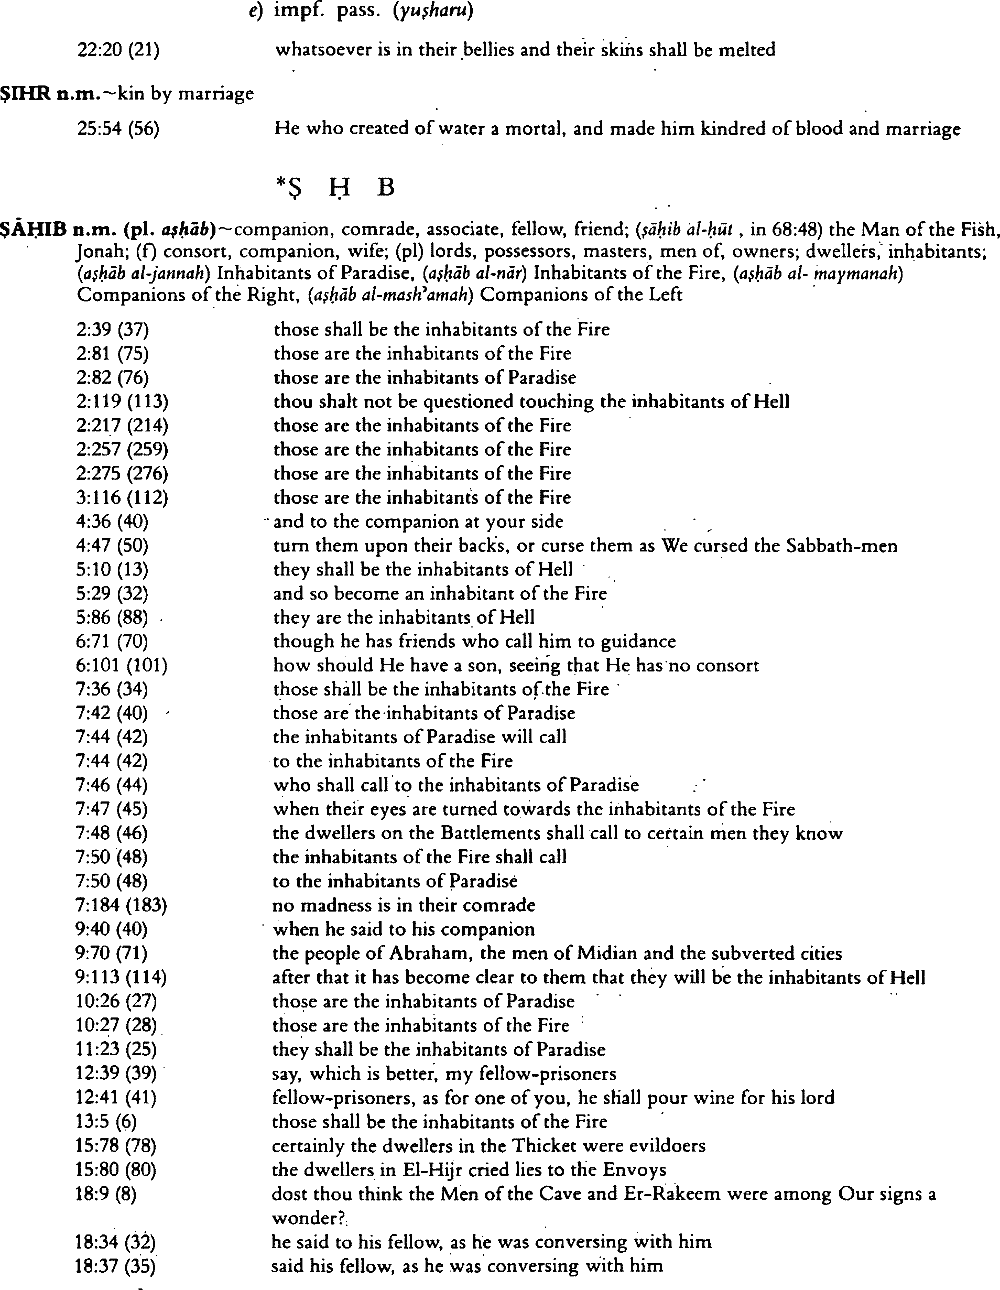 e) impf. pass. (yuṣharu)
22:20 (21) whatsoever is in their bellies and their skins shall be melted
ṢIHR n.m.~kin by marriage
25:54 (56) He who created of water a mortal, and made him kindred of blood and marriage
*Ṣ Ḥ B
ṢĀḤIB n.m. (pl. aṣḥāb)~companion, comrade, associate, fellow, friend; (ṣāḥib al-ḥūt , in 68:48) the Man of the Fish,
Jonah; (f) consort, companion, wife; (pl) lords, possessors, masters, men of, owners; dwellers, inhabitants;
(aṣḥāb al-jannah) Inhabitants of Paradise, (aṣḥāb al-nār) Inhabitants of the Fire, (aṣḥāb al- maymanah)
Companions of the Right, (aṣḥāb al-mash’amah) Companions of the Left
2:39 (37) those shall be the inhabitants of the Fire
2:81 (75) those are the inhabitants of the Fire
2:82 (76) those are the inhabitants of Paradise
2:119 (113) thou shalt not be questioned touching the inhabitants of Hell
2:217 (214) those are the inhabitants of the Fire
2:257 (259) those are the inhabitants of the Fire
2:275 (276) those are the inhabitants of the Fire
3:116 (112) those are the inhabitants of the Fire
4:36 (40) and to the companion at your side
4:47 (50) turn them upon their backs, or curse them as We cursed the Sabbath-men
5:10 (13) they shall be the inhabitants of Hell
5:29 (32) and so become an inhabitant of the Fire
5:86 (88) they are the inhabitants of Hell
6:71 (70) though he has friends who call him to guidance
6:101 (101) how should He have a son, seeing that He has no consort
7:36 (34) those shall be the inhabitants of the Fire
7:42 (40) those are the inhabitants of Paradise
7:44 (42) the inhabitants of Paradise will call
7:44 (42) to the inhabitants of the Fire
7:46 (44) who shall call to the inhabitants of Paradise
7:47 (45) when their eyes are turned towards the inhabitants of the Fire
7:48 (46) the dwellers on the Battlements shall call to certain men they know
7:50 (48) the inhabitants of the Fire shall call
7:50 (48) to the inhabitants of Paradise
7:184 (183) no madness is in their comrade
9:40 (40) when he said to his companion
9:70 (71) the people of Abraham, the men of Midian and the subverted cities
9:113 (114) after that it has become clear to them that they will be the inhabitants of Hell
10:26 (27) those are the inhabitants of Paradise
10:27 (28) those are the inhabitants of the Fire
11:23 (25) they shall be the inhabitants of Paradise
12:39 (39) say, which is better, my fellow-prisoners
12:41 (41) fellow-prisoners, as for one of you, he shall pour wine for his lord
13:5 (6) those shall be the inhabitants of the Fire
15:78 (78) certainly the dwellers in the Thicket were evildoers
15:80 (80) the dwellers in El-Hijr cried lies to the Envoys
18:9 (8) dost thou think the Men of the Cave and Er-Rakeem were among Our signs a
wonder?
18:34 (32) he said to his fellow, as he was conversing with him
18:37 (35) said his fellow, as he was conversing with him